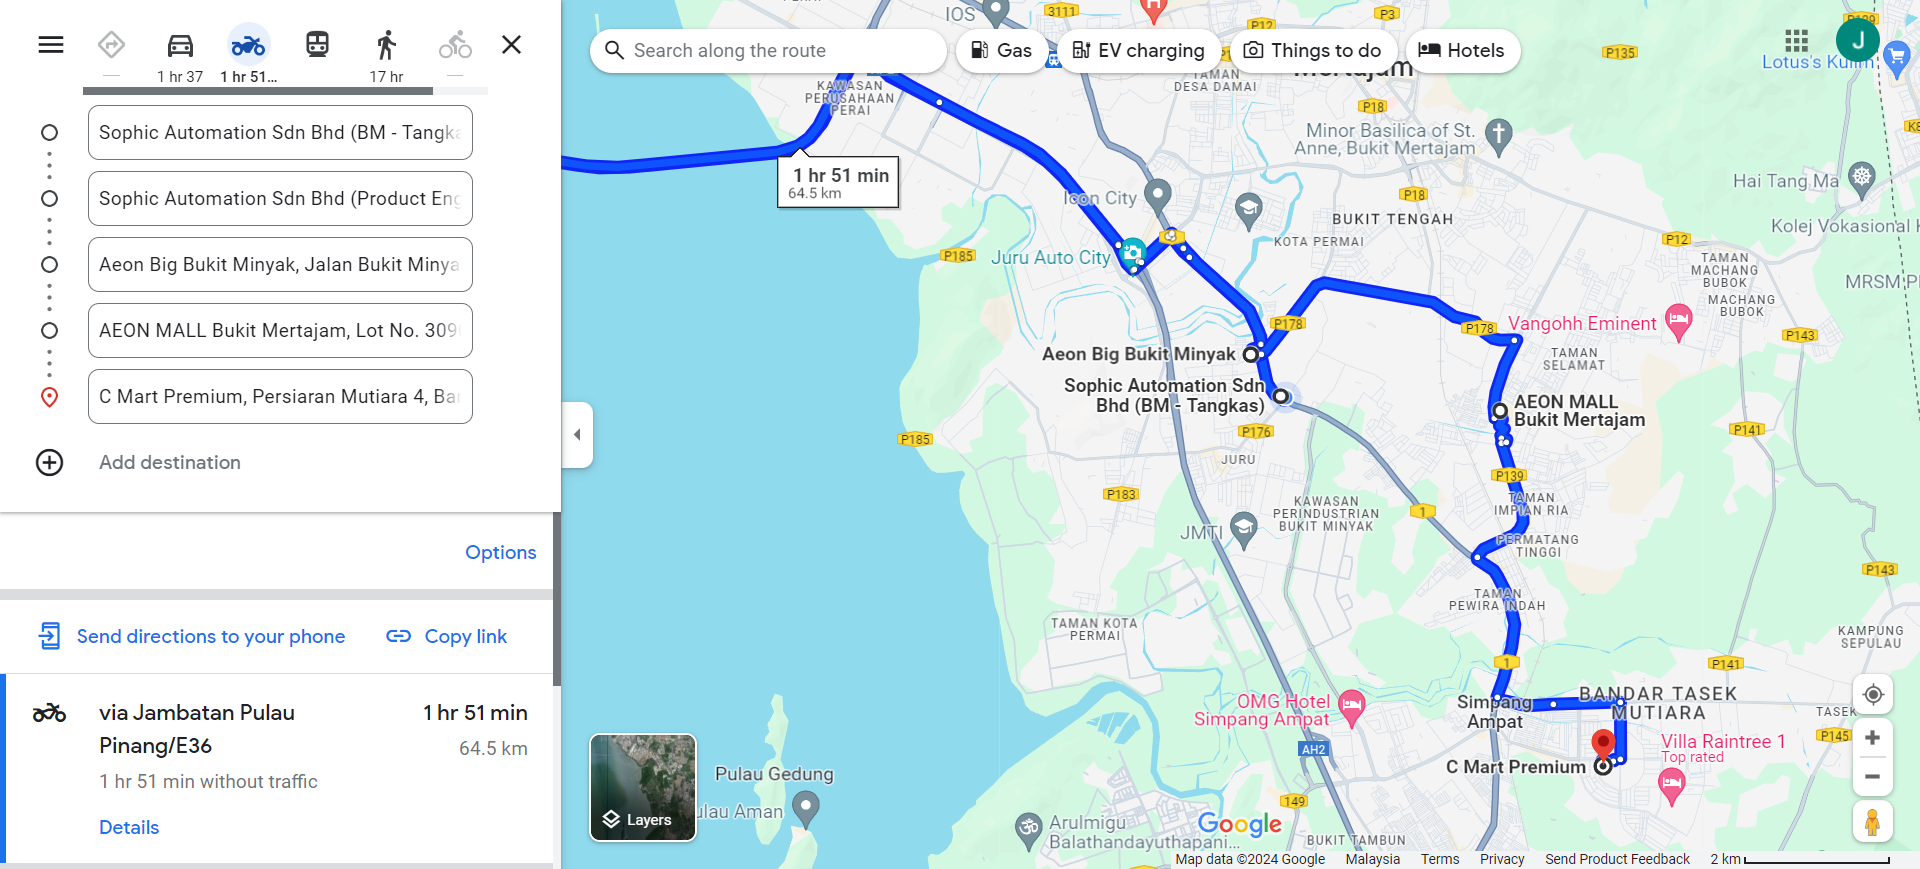 1 hr 37
1 hr 51...
17 hr
Sophic Automation Sdn Bhd (BM - Tangka
Sophic Automation Sdn Bhd (Product Eng
Aeon Big Bukit Minyak, Jalan Bukit Minya
AEON MALL Bukit Mertajam, Lot No. 309
C Mart Premium, Persiaran Mutiara 4, Ba
Add destination
Options
Send directions to your phone
Copy link
via Jambatan Pulau
Pinang/E36
1 hr 51 min
64.5 km
1 hr 51 min without traffic
Details
Search along the route
Gas
EV charging
Things to do
Hotels
J
IOS
3111
P12
P3
P135
P129
Lotus's Kulim
Mertajam
TAMAN
DESA DAMAI
KAWASAN
PERUSAHAAN
PERAI
P18
Minor Basilica of St.
Anne, Bukit Mertajam
1 hr 51 min
64.5 km
Icon City
P18
Hai Tang Ma
BUKIT TENGAH
Kolej Vokasional
KOTA PERMAI
P12
Juru Auto City
P185
TAMAN
MACHANG
BUBOK
MRSM
MACHANG
BUBOK
P178
P178
Vangohh Eminent
P143
Aeon Big Bukit Minyak
TAMAN
SELAMAT
Sophic Automation Sdn
Bhd (BM - Tangkas)
AEON MALL
Bukit Mertajam
P185
P176
P141
JURU
P139
P183
TAMAN
IMPIAN RIA
KAWASAN
PERINDUSTRIAN
BUKIT MINYAK
1
JMTI
PERMATANG
TINGGI
P143
TAMAN
PEWIRA INDAH
TAMAN KOTA
PERMAI
KAMPUNG
SEPULAU
1
P141
OMG Hotel
Simpang Ampat
Simpang
Ampat
BANDAR TASEK
MUTIARA
TASEK
P145
AH2
Villa Raintree 1
Top rated
C Mart Premium
Pulau Gedung
ulau Aman
149
Arulmigu
Balathandayuthapani...
BUKIT TAMBUN
Layers
Google
Map data ©2024 Google
Malaysia
Terms
Privacy
Send Product Feedback
2 km